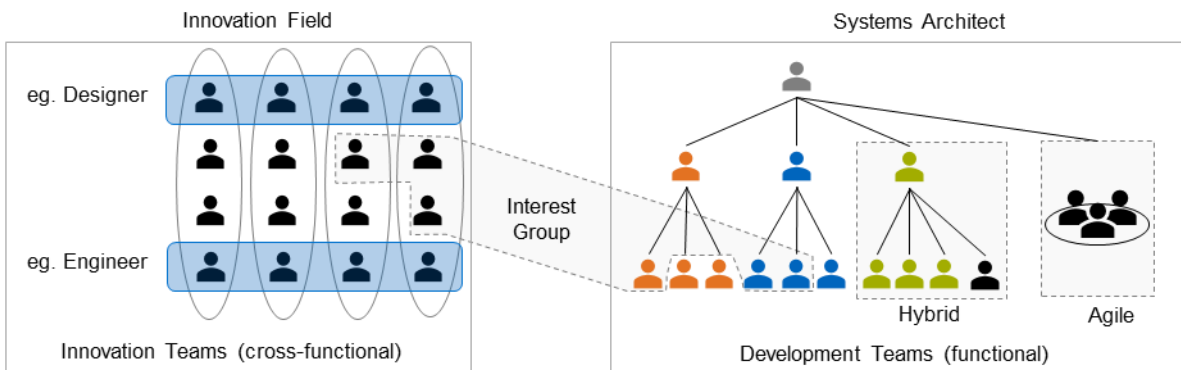 Innovation Field
Systems Architect
eg. Designer
Interest
Group
eg. Engineer
Hybrid
Agile
Innovation Teams (cross-functional)
Development Teams (functional)